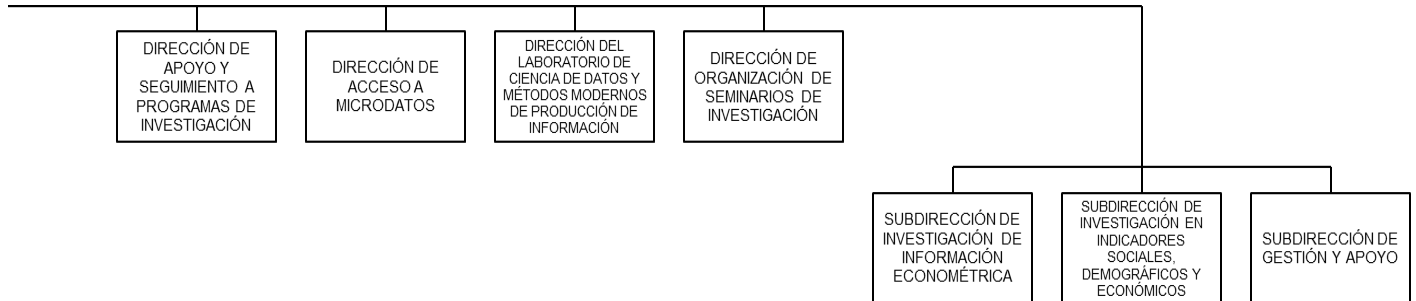 DIRECCIÓN DE
APOYO Y
SEGUIMIENTO A
PROGRAMAS DE
INVESTIGACIÓN
DIRECCIÓN DE
ACCESO A
MICRODATOS
DIRECCIÓN DEL
LABORATORIO DE
CIENCIA DE DATOS Y
MÉTODOS MODERNOS
DE PRODUCCIÓN DE
INFORMACIÓN
DIRECCIÓN DE
ORGANIZACIÓN DE
SEMINARIOS DE
INVESTIGACIÓN
SUBDIRECCIÓN DE
INVESTIGACIÓN DE
INFORMACIÓN
ECONOMÉTRICA
SUBDIRECCIÓN DE
INVESTIGACIÓN EN
INDICADORES
SOCIALES,
DEMOGRÁFICOS Y
ECONÓMICOS
SUBDIRECCIÓN DE
GESTIÓN Y APOYO